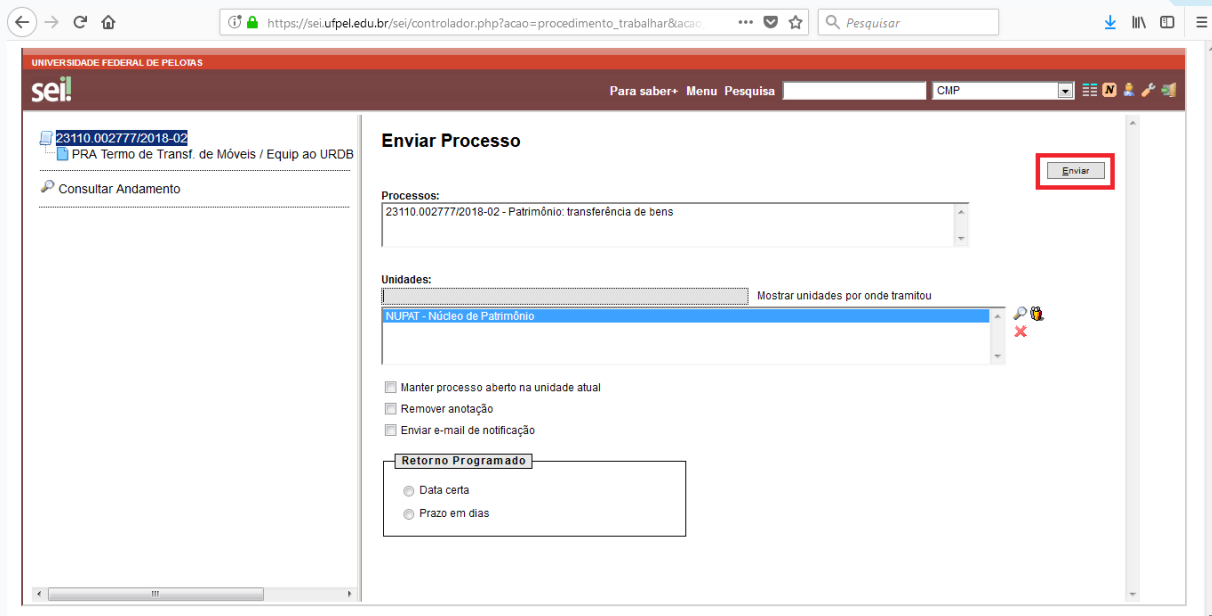 https://sei.ufpel.edu.br/sei/controlador.php?acao=procedimento_trabalhar&acao
Pesquisar
UNIVERSIDADE FEDERAL DE PELOTAS
sei!
Para saber+ Menu Pesquisa
CMP
N
23110.002777/2018-02
PRA Termo de Transf. de Móveis / Equip ao URDB
Consultar Andamento
Enviar Processo
Enviar
Processos:
23110.002777/2018-02 - Patrimônio: transferência de bens
Unidades:
Mostrar unidades por onde tramitou
NUPAT - Núcleo de Patrimônio
Manter processo aberto na unidade atual
Remover anotação
Enviar e-mail de notificação
Retorno Programado
Data certa
Prazo em dias